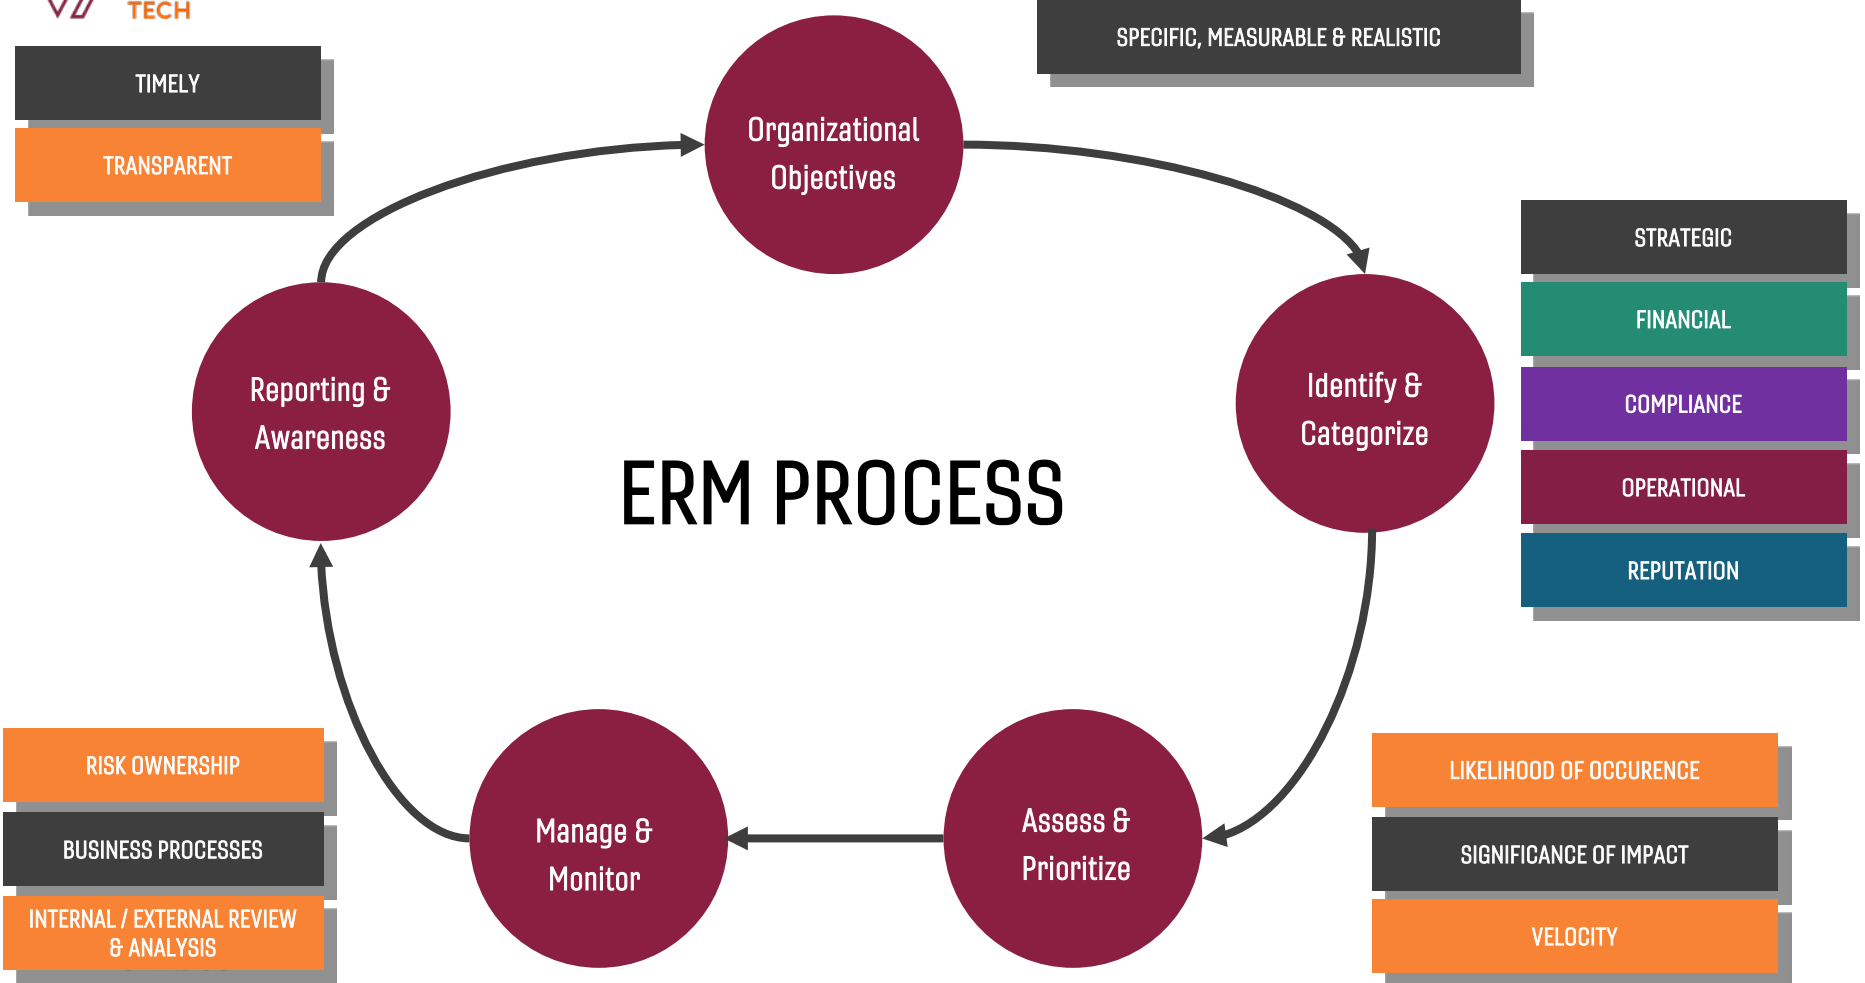 TECH
SPECIFIC, MEASURABLE & REALISTIC
TIMELY
TRANSPARENT
Organizational
Objectives
STRATEGIC
FINANCIAL
COMPLIANCE
OPERATIONAL
REPUTATION
Identify &
Categorize
Reporting &
Awareness
ERM PROCESS
RISK OWNERSHIP
BUSINESS PROCESSES
INTERNAL / EXTERNAL REVIEW
& ANALYSIS
Manage &
Monitor
Assess &
Prioritize
LIKELIHOOD OF OCCURENCE
SIGNIFICANCE OF IMPACT
VELOCITY